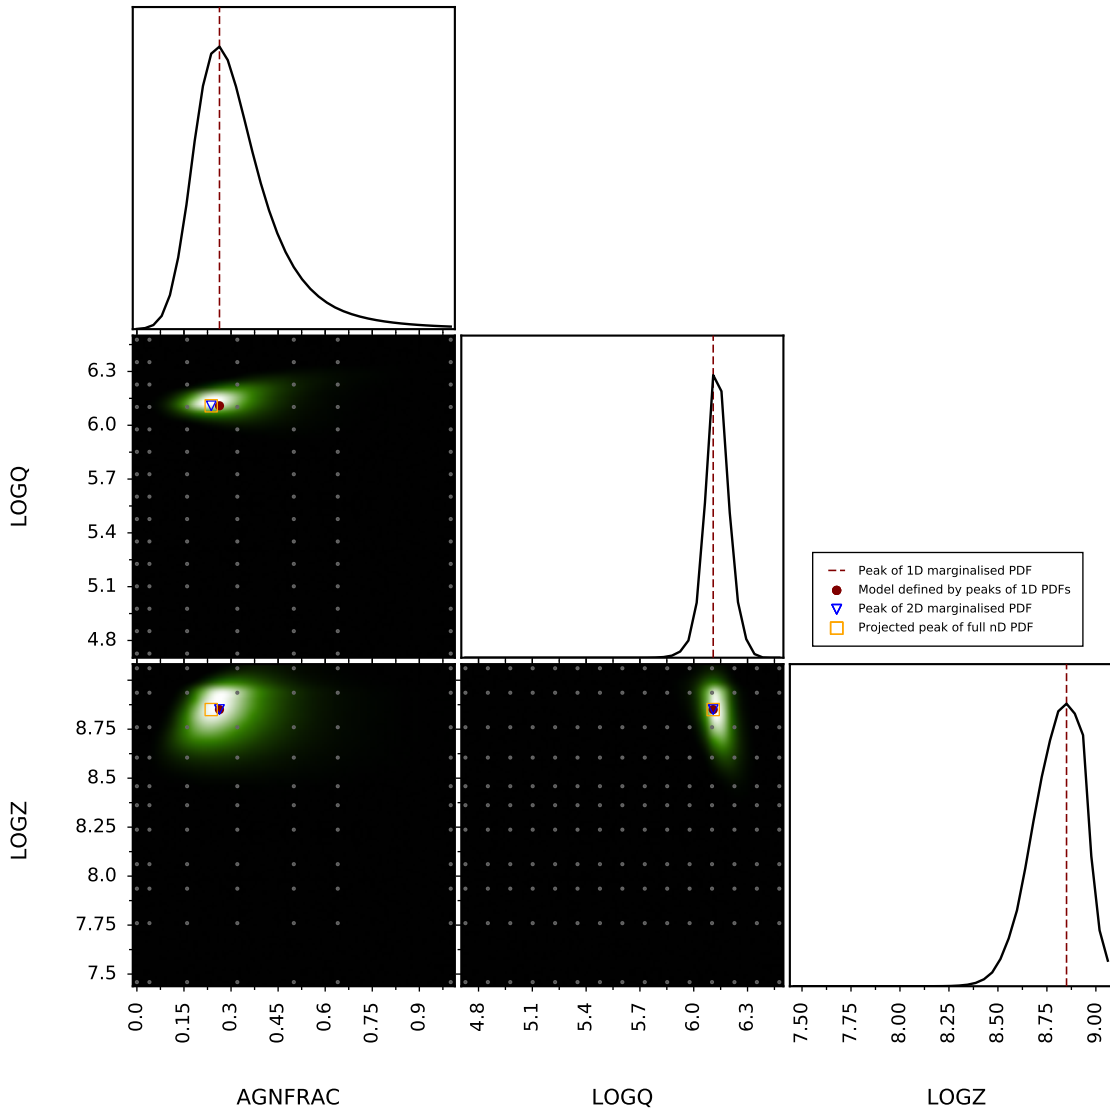 6.3
6.0
5.7
5.4
5.1
4.8
LOGQ
Peak of 1D marginalised PDF
Model defined by peaks of 1D PDFs
Peak of 2D marginalised PDF
Projected peak of full nD PDF
8.75
8.5
8.25
8.0
7.75
7.5
LOGZ
0.0 0.15 0.3 0.45 0.6 0.75 0.9
4.8 5.1 5.4 5.7 6.0 6.3
7.50 7.75 8.00 8.25 8.50 8.75 9.00
AGNFRAC LOGQ LOGZ